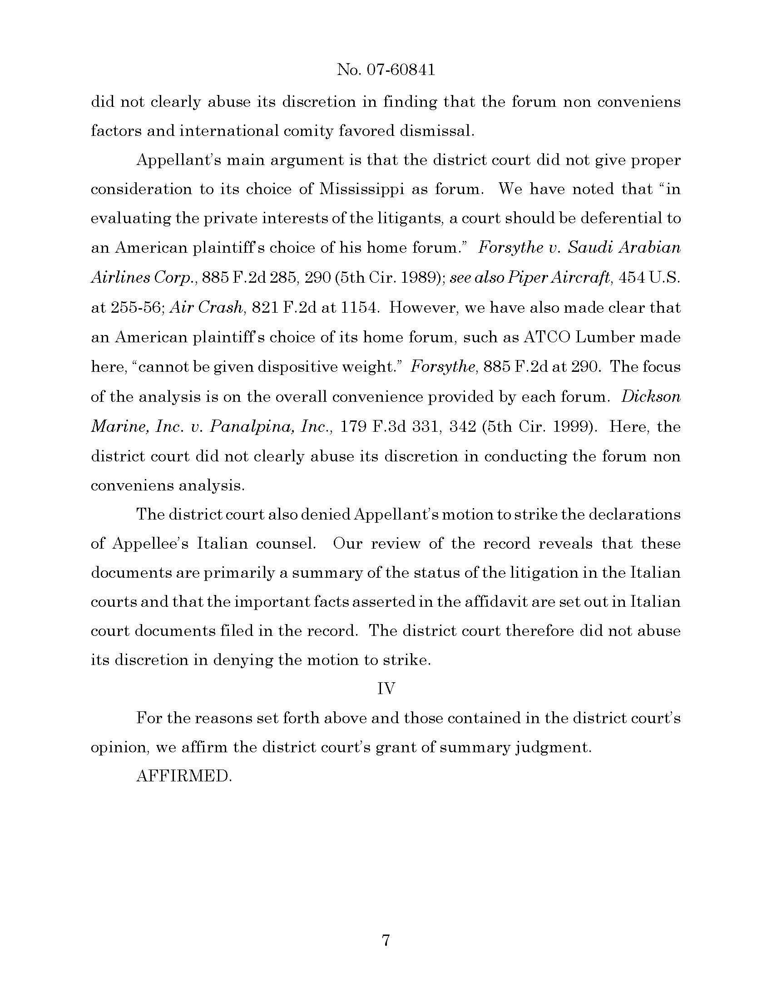 No. 07-60841
did not clearly abuse its discretion in finding that the forum non conveniens
factors and international comity favored dismissal.
Appellant’s main argument is that the district court did not give proper
consideration to its choice of Mississippi as forum. We have noted that “in
evaluating the private interests of the litigants, a court should be deferential to
an American plaintiff’s choice of his home forum.” Forsythe v. Saudi Arabian
Airlines Corp., 885 F.2d 285, 290 (5th Cir. 1989); see also Piper Aircraft, 454 U.S.
at 255-56; Air Crash, 821 F.2d at 1154. However, we have also made clear that
an American plaintiff’s choice of its home forum, such as ATCO Lumber made
here, “cannot be given dispositive weight.” Forsythe, 885 F.2d at 290. The focus
of the analysis is on the overall convenience provided by each forum. Dickson
Marine, Inc. v. Panalpina, Inc., 179 F.3d 331, 342 (5th Cir. 1999). Here, the
district court did not clearly abuse its discretion in conducting the forum non
conveniens analysis.
The district court also denied Appellant’s motion to strike the declarations
of Appellee’s Italian counsel. Our review of the record reveals that these
documents are primarily a summary of the status of the litigation in the Italian
courts and that the important facts asserted in the affidavit are set out in Italian
court documents filed in the record. The district court therefore did not abuse
its discretion in denying the motion to strike.
IV
For the reasons set forth above and those contained in the district court’s
opinion, we affirm the district court’s grant of summary judgment.
AFFIRMED.
7